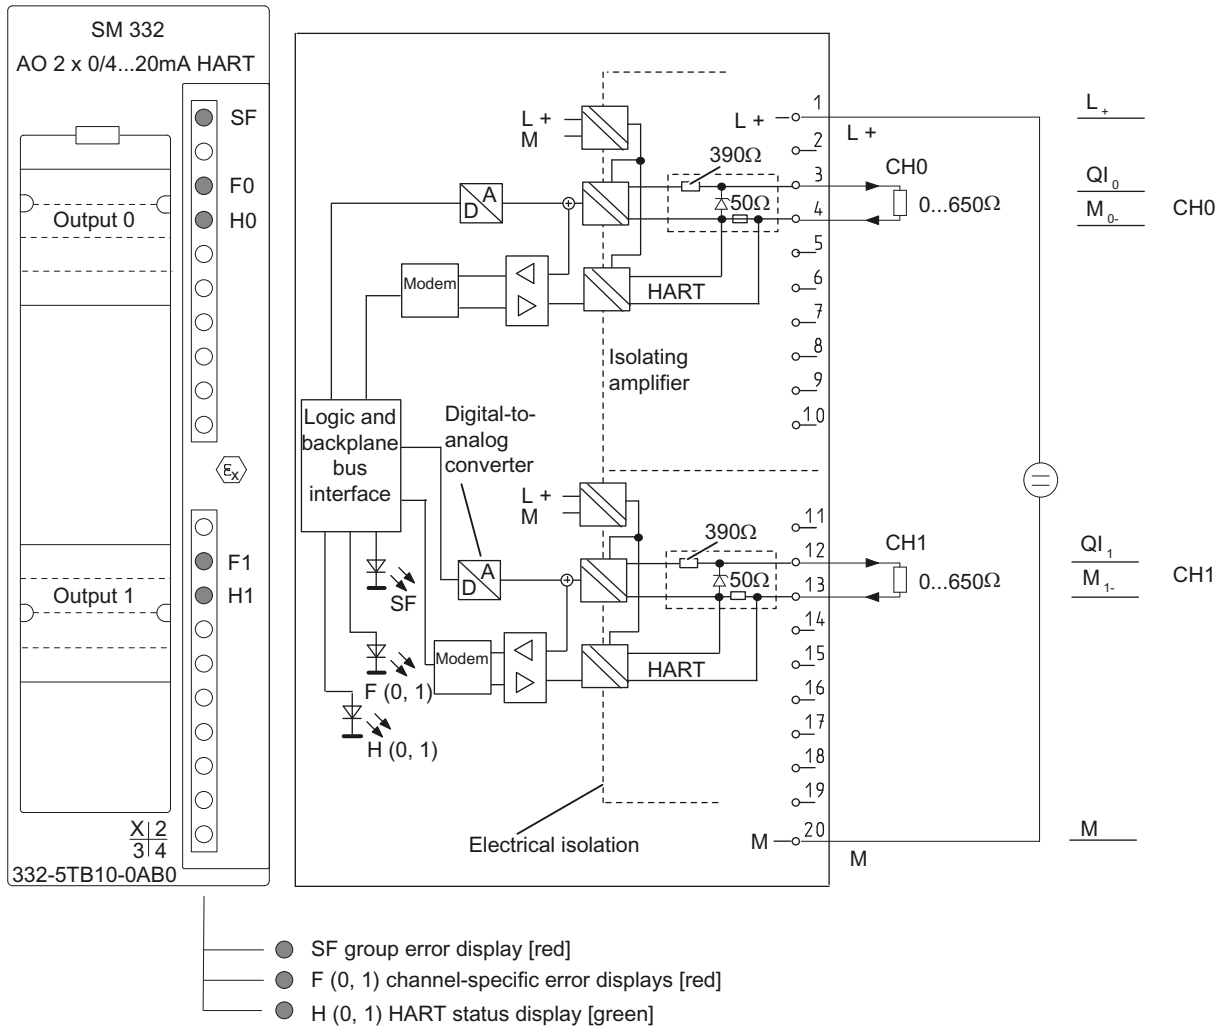 SM 332
AO 2 x 0/4...20mA HART
SF
F0
H0
Output 0
εx
F1
H1
Output 1
X 2
3 4
332-5TB10-0AB0
L +
M
390Ω
50Ω
D A
Modem
HART
Isolating
amplifier
Logic and
backplane
bus
interface
Digital-to-
analog
converter
L +
M
390Ω
50Ω
D A
SF
Modem
HART
F (0, 1)
H (0, 1)
Electrical isolation
L +
1
2
3
4
5
6
7
8
9
10
11
12
13
14
15
16
17
18
19
M
20
L +
CH0
0...650Ω
CH1
0...650Ω
M
L+
QI0
M0-
CH0
QI1
M1-
CH1
M
SF group error display [red]
F (0, 1) channel-specific error displays [red]
H (0, 1) HART status display [green]